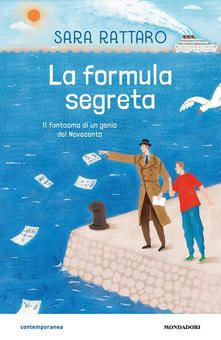 SARA RATTARO
La formula
segreta
Il fantasma di un genio
del Novecento
contemporanea
MONDADORI